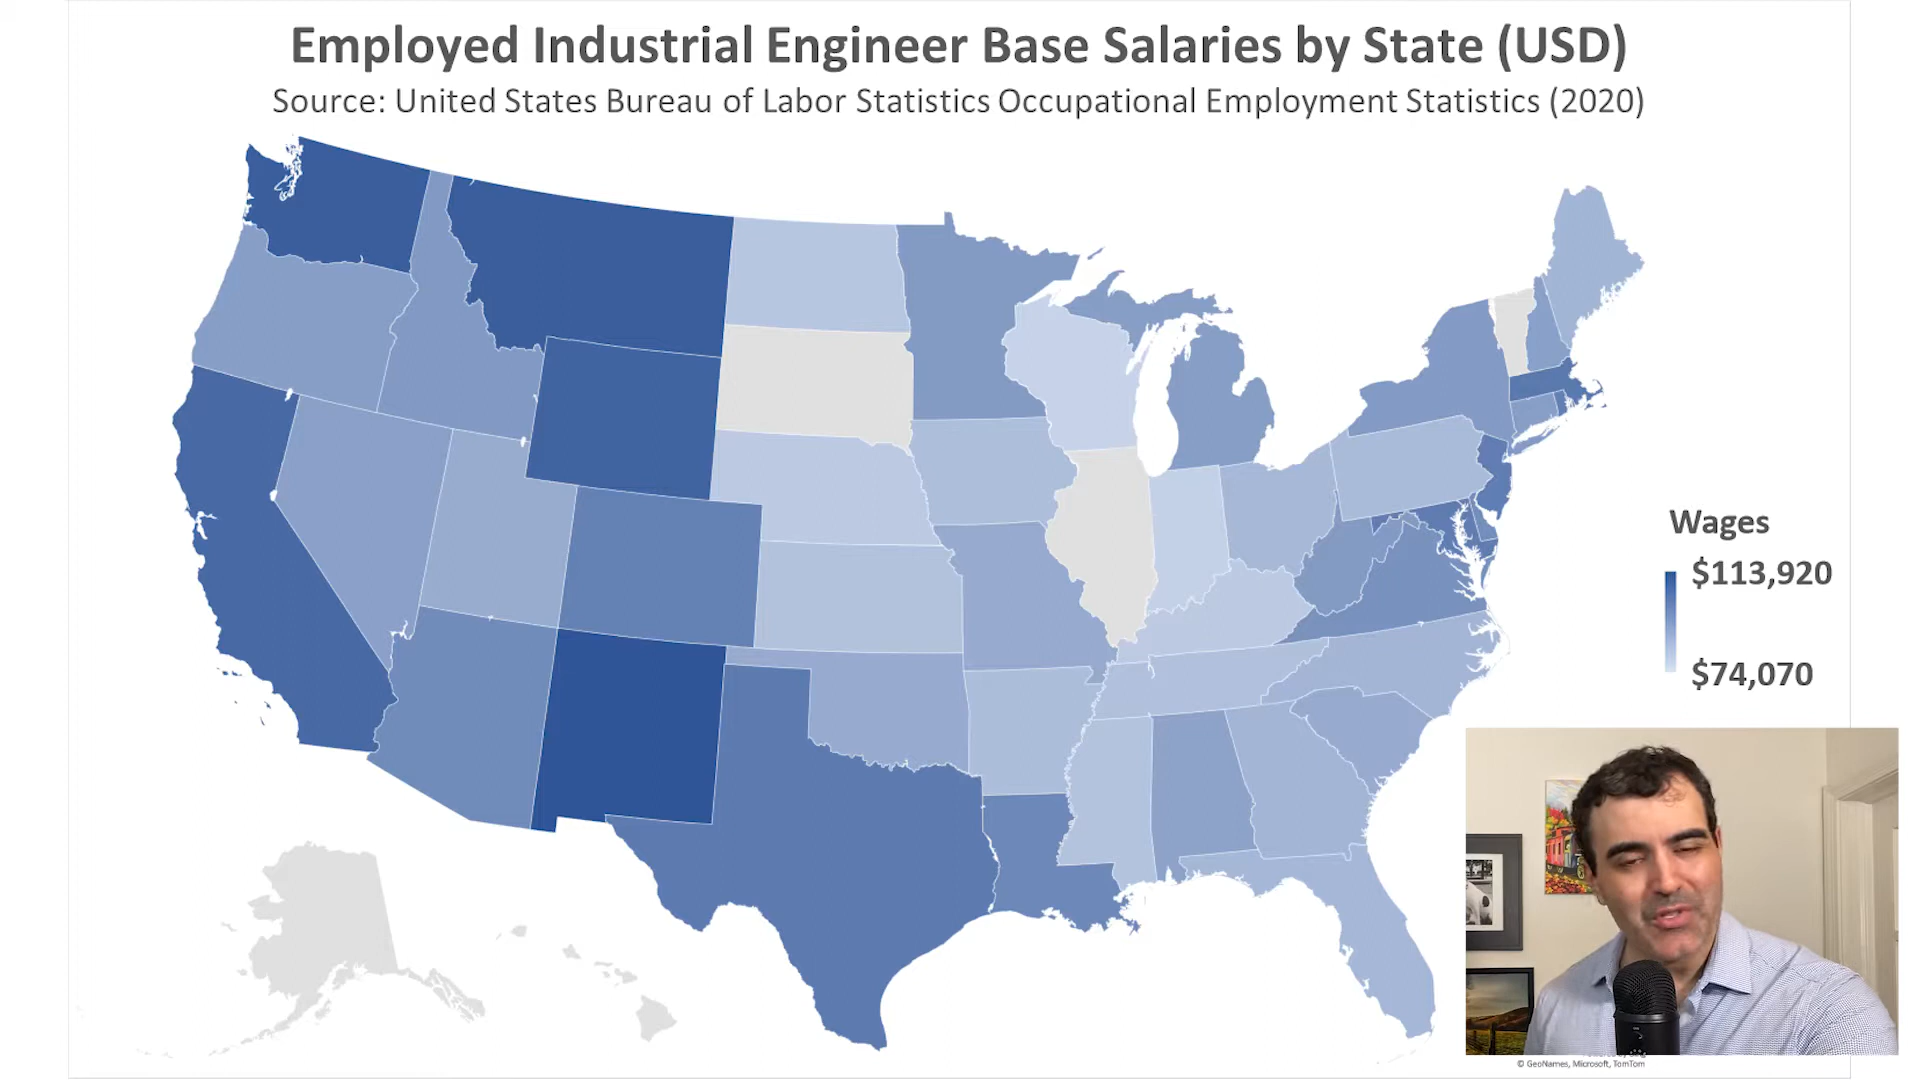 Employed Industrial Engineer Base Salaries by State (USD)
Source: United States Bureau of Labor Statistics Occupational Employment Statistics (2020)
Wages
$113,920
$74,070
© GeoNames, Microsoft, TomTom